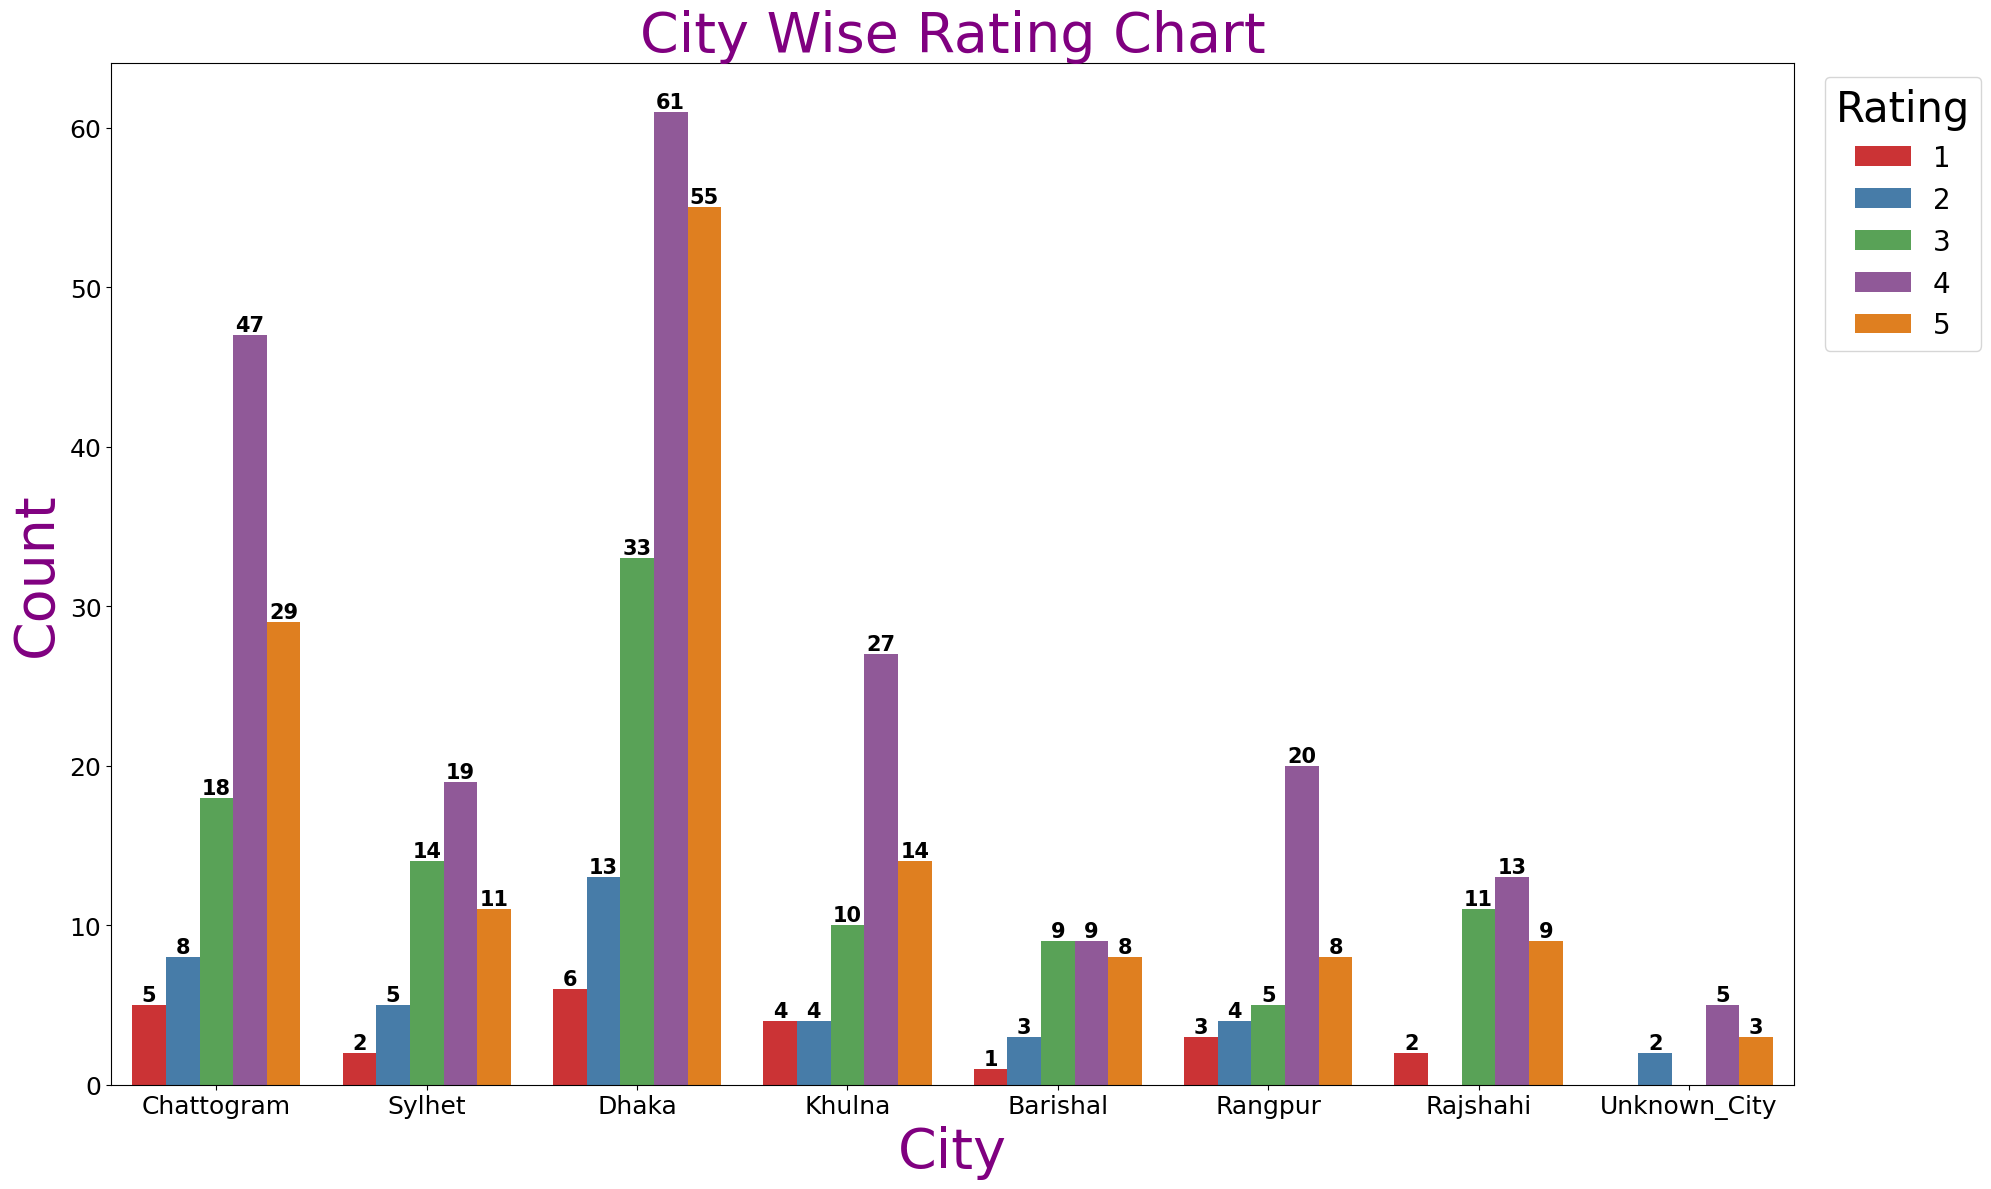 City Wise Rating Chart
Rating
1
2
3
4
5
Count
60
50
40
30
20
10
0
5 8 18 47 29
2 5 14 19 11
6 13 33 61 55
4 4 10 27 14
1 3 9 9 8
3 4 5 20 8
2 11 13 9
2 5 3
Chattogram Sylhet Dhaka Khulna Barishal Rangpur Rajshahi Unknown_City
City